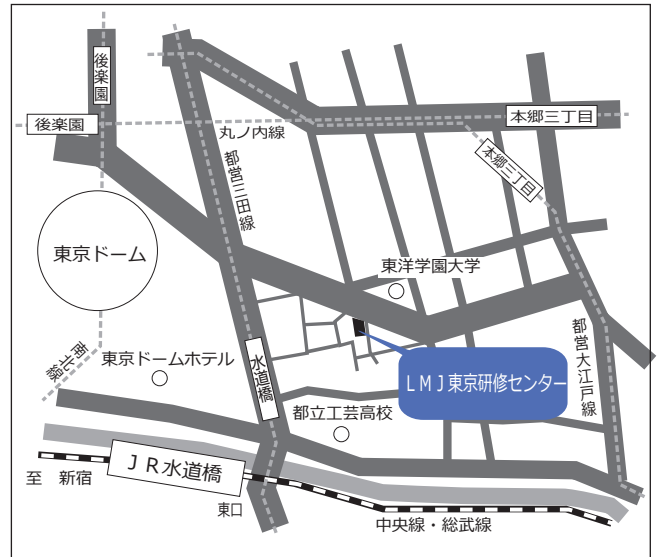 後楽園
後楽園
丸ノ内線
本郷三丁目
本郷三丁目
都営三田線
東京ドーム
東洋学園大学
南北線
東京ドームホテル
水道橋
LMJ東京研修センター
都営大江戸線
都立工芸高校
JR水道橋
至 新宿
東口
中央線・総武線